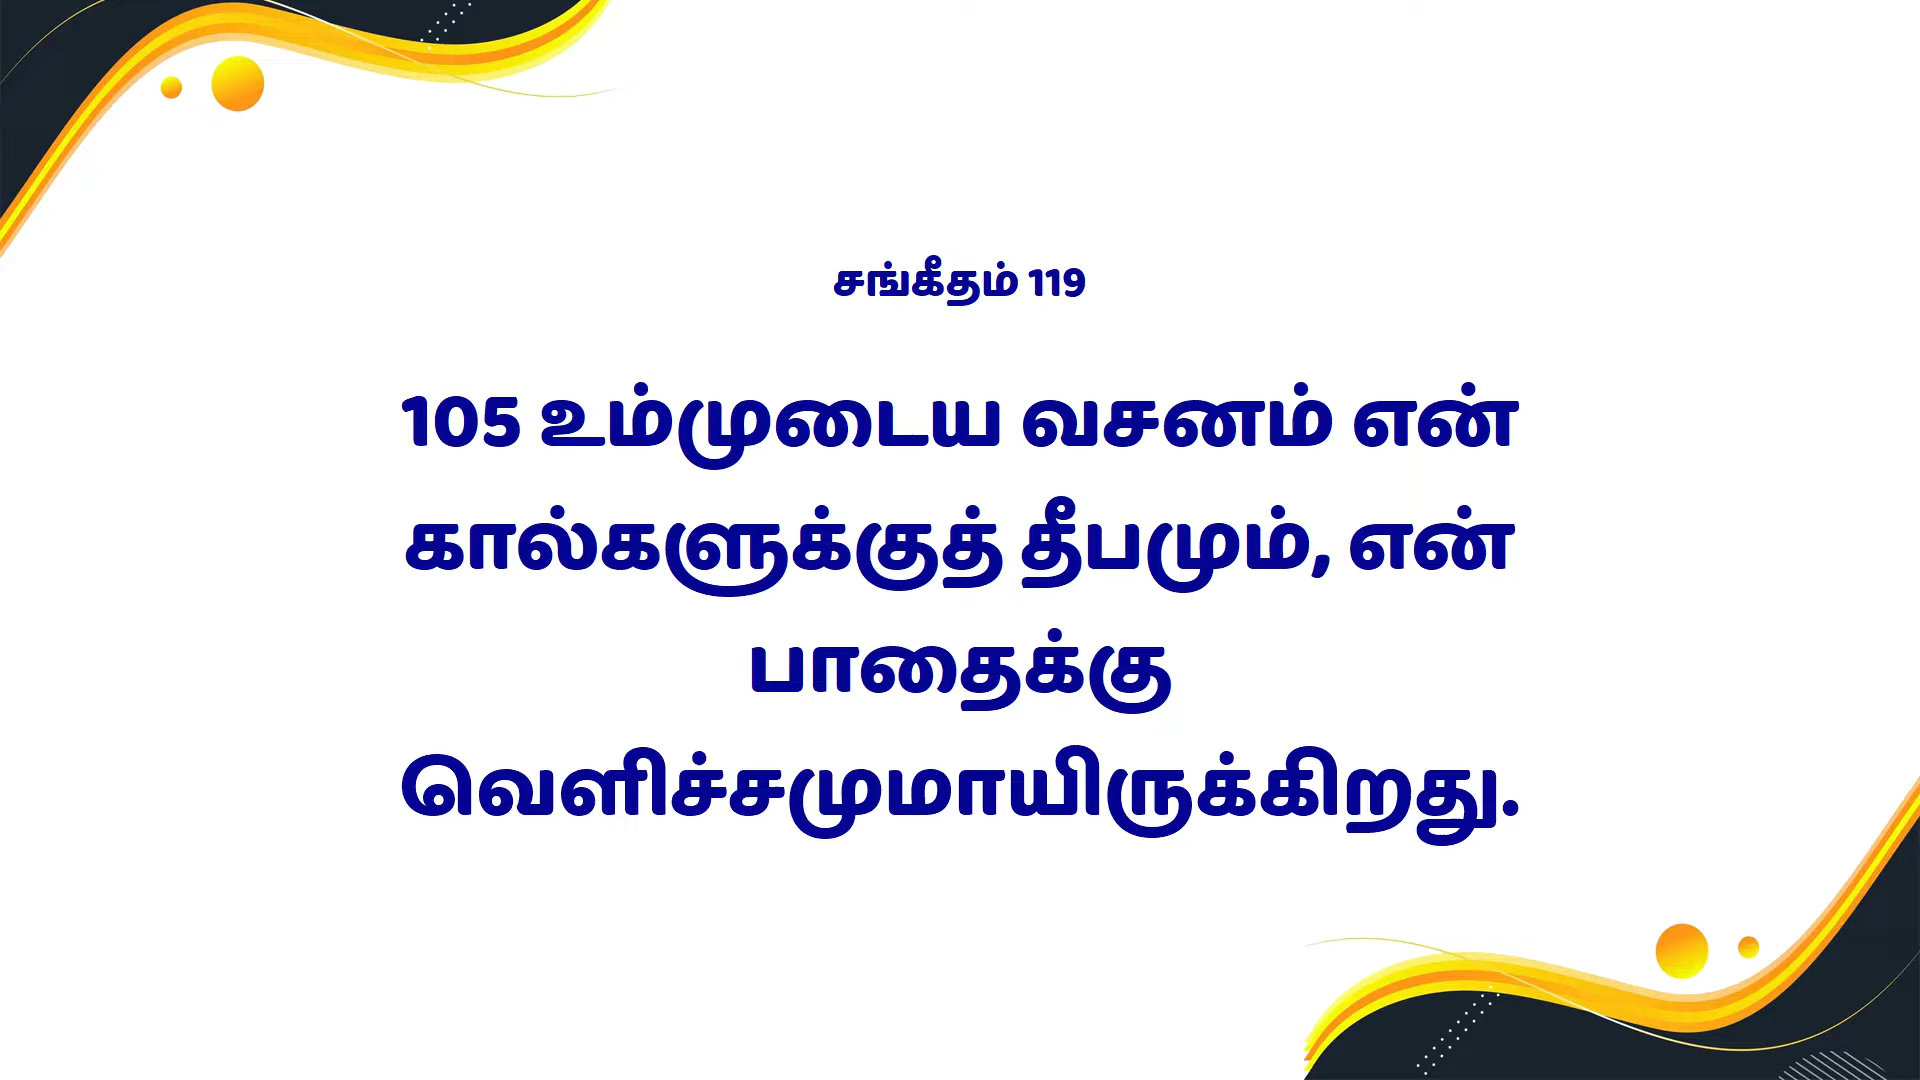 சங்கீதம் 119
105 உம்முடைய வசனம் என்
கால்களுக்குத் தீபமும், என்
பாதைக்கு
வெளிச்சமுமாயிருக்கிறது.